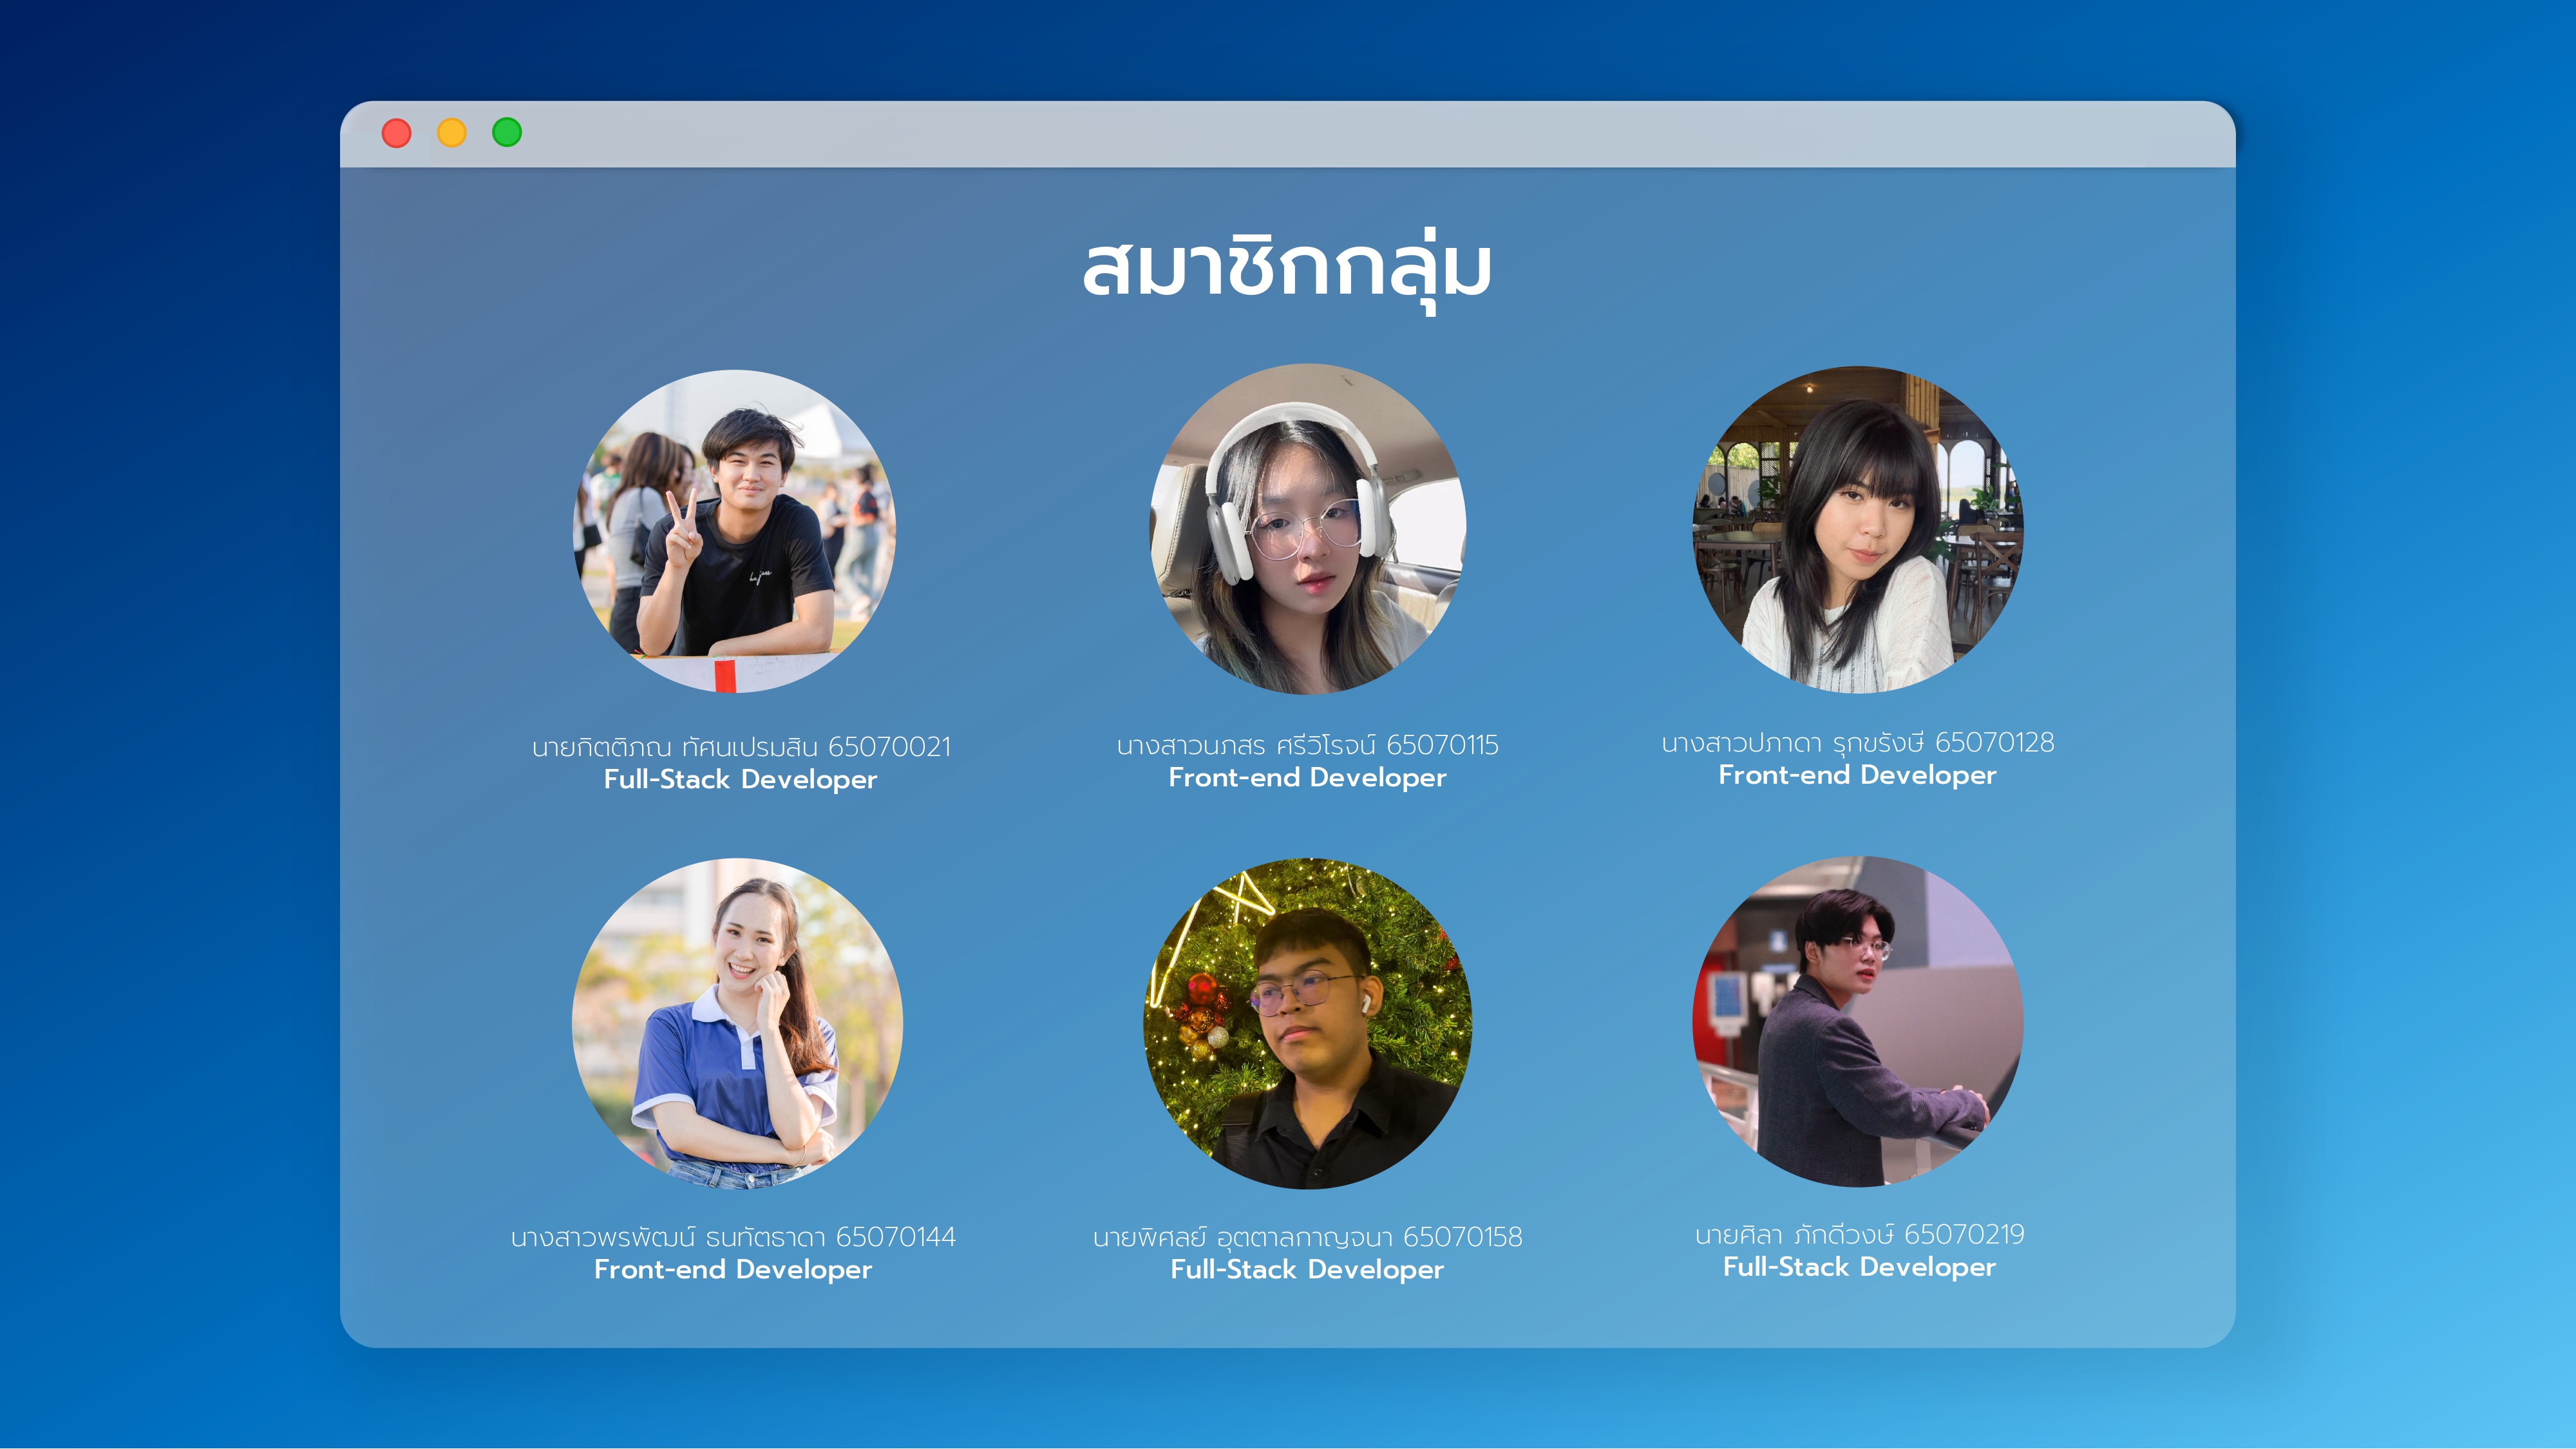 สมาชิกกลุ่ม
นายกิตติภณ ทัศนเปรมสิน 65070021
Full-Stack Developer
นางสาวนภสร ศรีวิโรจน์ 65070115
Front-end Developer
นางสาวปภาดา รุกขรังษี 65070128
Front-end Developer
นางสาวพรพัฒน์ ธนทัตธาดา 65070144
Front-end Developer
นายพิศลย์ อุตตาลกาญจนา 65070158
Full-Stack Developer
นายศิลา ภักดีวงษ์ 65070219
Full-Stack Developer